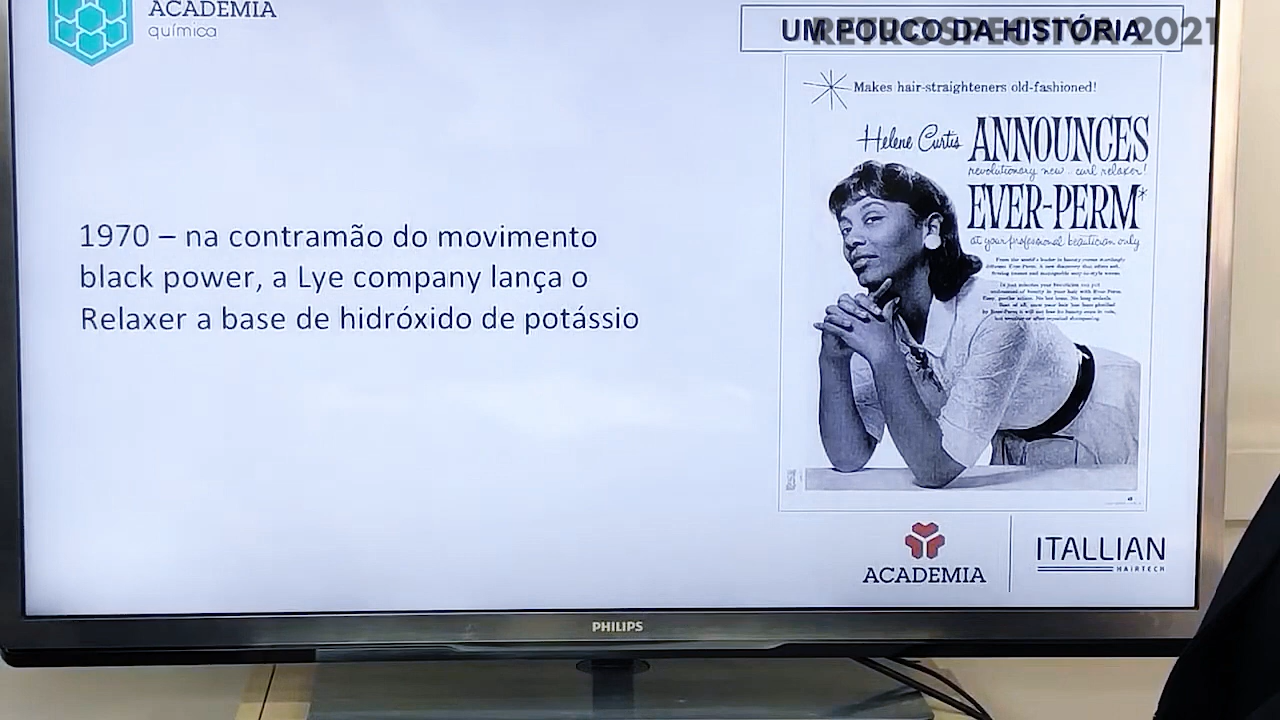 ACADEMIA
química
UM POUCO DA HISTÓRIA
RETROSPECTIVA 2021
Makes hair-straighteners old-fashioned!
Helene Curtis ANNOUNCES
revolutionary new curl relaxer!
EVER-PERM*
at your professional beautician only
1970 – na contramão do movimento
black power, a Lye company lança o
Relaxer a base de hidróxido de potássio
ACADEMIA
ITALLIAN
HAIRTECH
PHILIPS